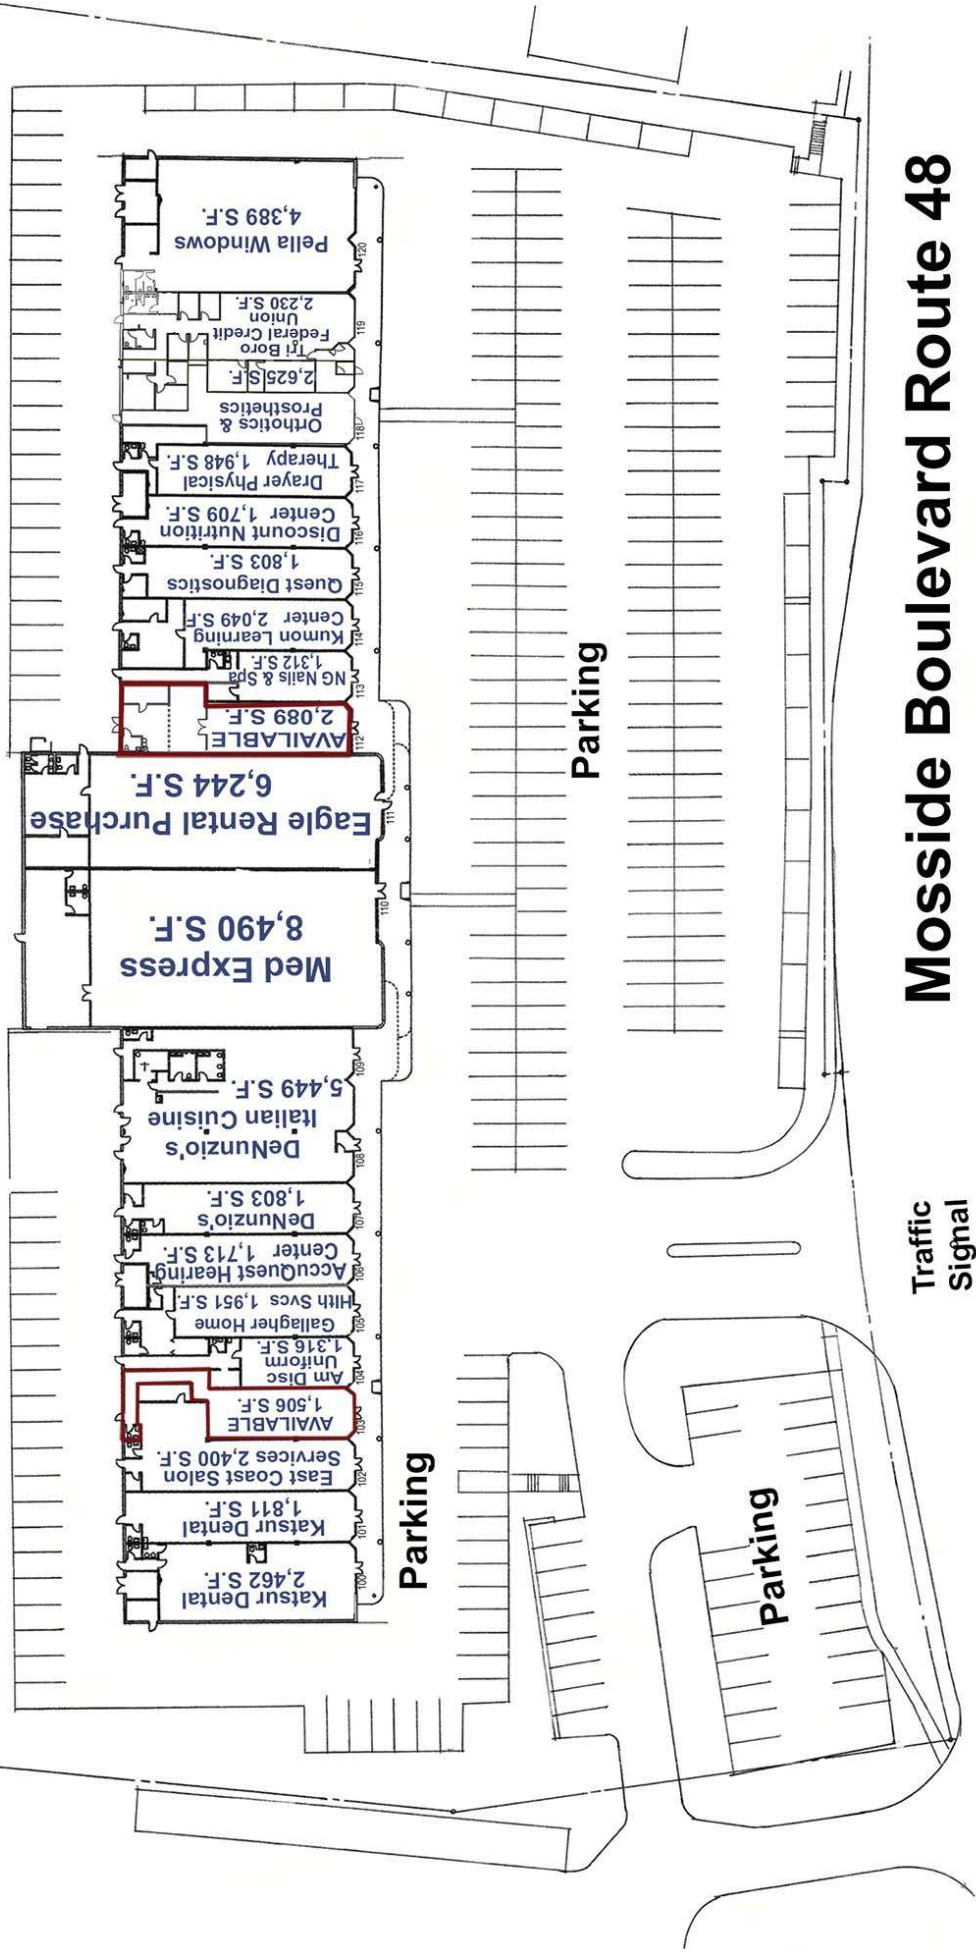 Pella Windows
4,389 S.F.
120
Tri Boro
Federal Credit
Union
2,230 S.F.
119
Orthotics &
Prosthetics
2,625 S.F.
118
Drayer Physical
Therapy 1,948 S.F.
117
Discount Nutrition
Center 1,709 S.F.
116
Quest Diagnostics
1,803 S.F.
115
Kumon Learning
Center 2,049 S.F.
114
NG Nails & Spa
1,312 S.F.
113
AVAILABLE
2,089 S.F.
112
Eagle Rental Purchase
6,244 S.F.
111
Med Express
8,490 S.F.
110
109
DeNunzio's
Italian Cuisine
5,449 S.F.
108
DeNunzio's
1,803 S.F.
107
AccuQuest Hearing
Center 1,713 S.F.
106
Gallagher Home
Hlth Svcs 1,951 S.F.
105
Am Disc
Uniform
1,316 S.F.
104
AVAILABLE
1,506 S.F.
103
East Coast Salon
Services 2,400 S.F.
102
Katsur Dental
1,811 S.F.
101
Katsur Dental
2,462 S.F.
100
Parking
Parking
Parking
Traffic
Signal
Mosside Boulevard Route 48